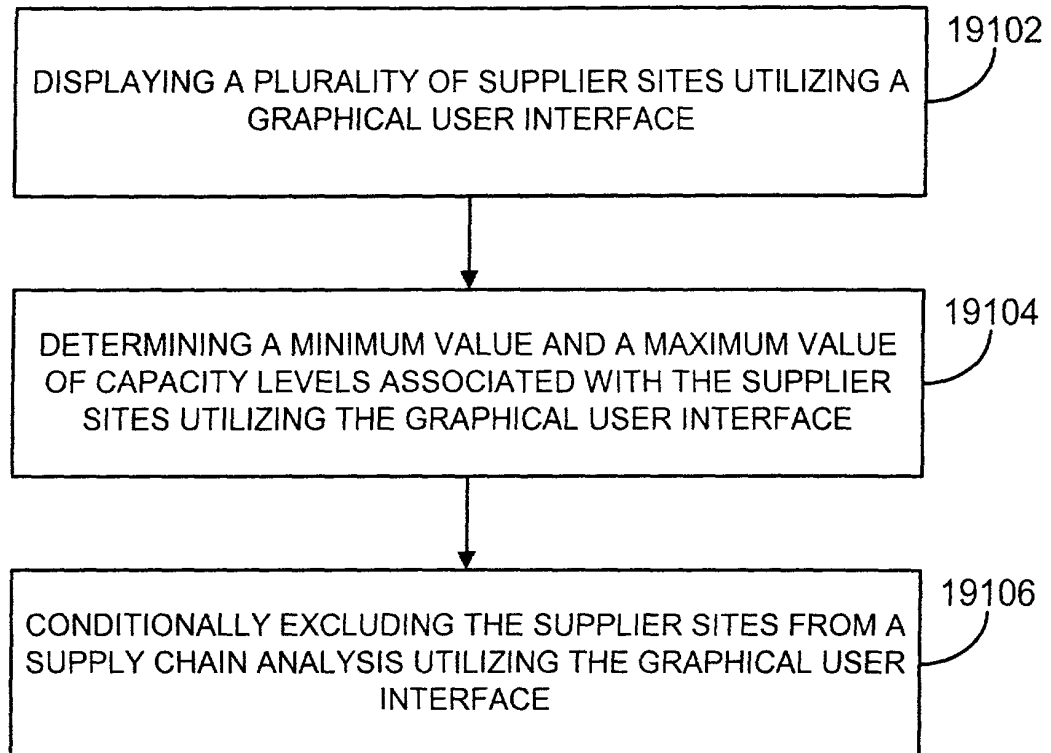 19102
DISPLAYING A PLURALITY OF SUPPLIER SITES UTILIZING A
GRAPHICAL USER INTERFACE
19104
DETERMINING A MINIMUM VALUE AND A MAXIMUM VALUE
OF CAPACITY LEVELS ASSOCIATED WITH THE SUPPLIER
SITES UTILIZING THE GRAPHICAL USER INTERFACE
19106
CONDITIONALLY EXCLUDING THE SUPPLIER SITES FROM A
SUPPLY CHAIN ANALYSIS UTILIZING THE GRAPHICAL USER
INTERFACE